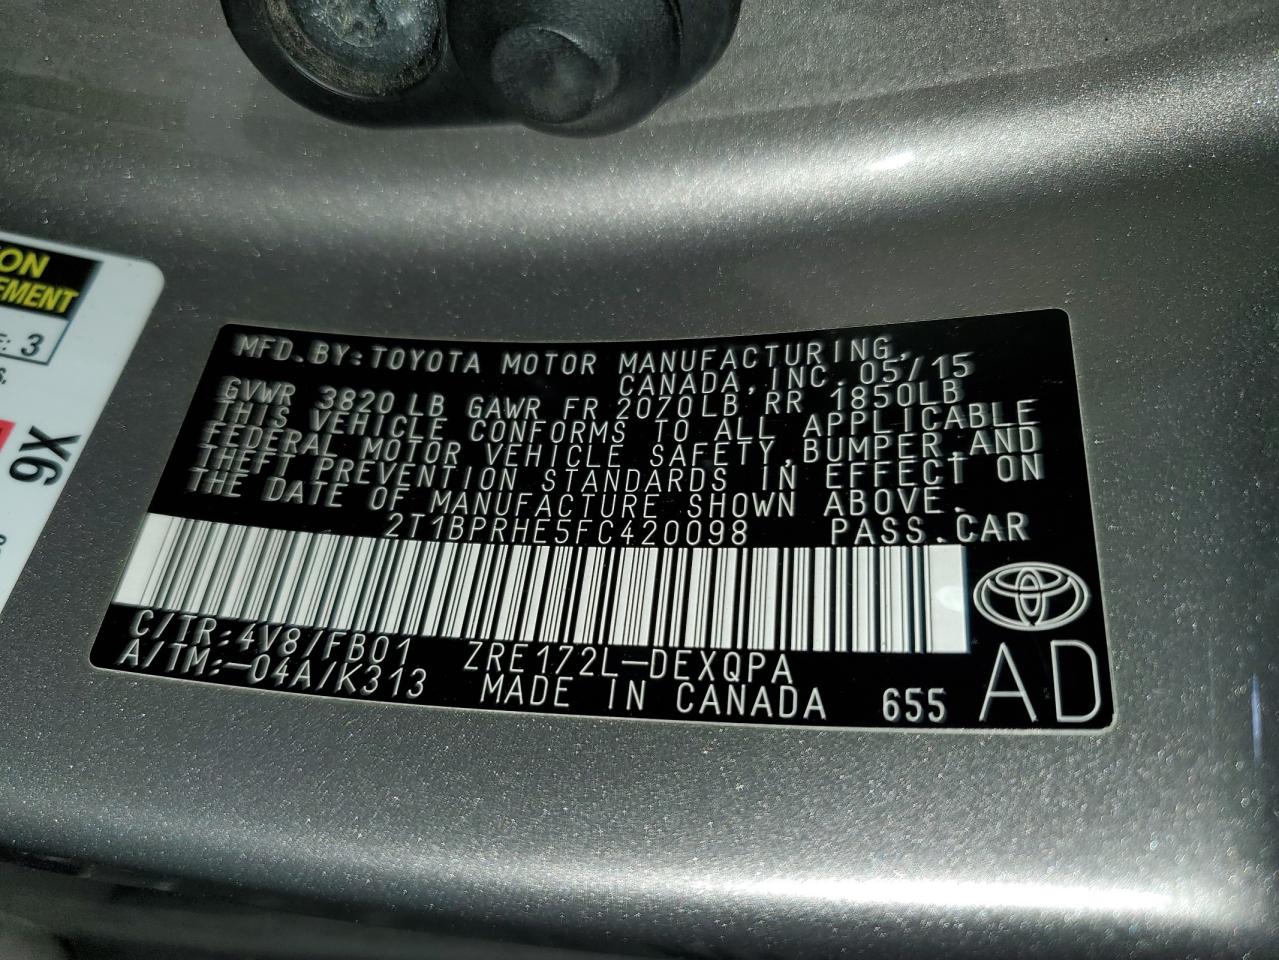 ON
EMENT
E: 3
S,
9X
MFD.BY:TOYOTA MOTOR MANUFACTURING,
CANADA,INC. 05/15
GVWR 3820 LB GAWR FR 2070LB RR 1850LB
THIS VEHICLE CONFORMS TO ALL APPLICABLE
FEDERAL MOTOR VEHICLE SAFETY,BUMPER,AND
THEFT PREVENTION STANDARDS IN EFFECT ON
THE DATE OF MANUFACTURE SHOWN ABOVE.
2T1BPRHE5FC420098 PASS.CAR
C/TR:4V8/FB01 ZRE172L-DEXQPA
A/TM:-04A/K313 MADE IN CANADA 655 AD